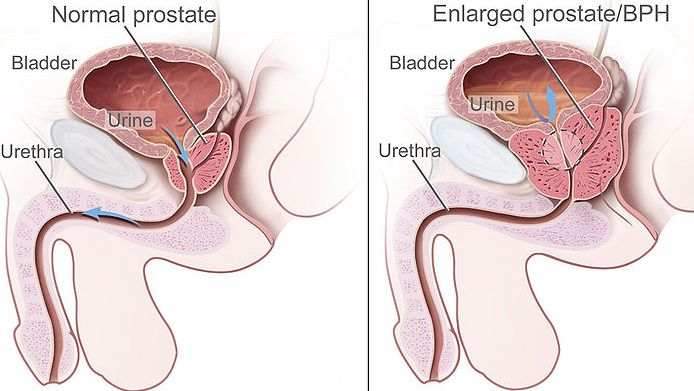 Normal prostate
Bladder
Urine
Urethra
Enlarged prostate/BPH
Bladder
Urine
Urethra